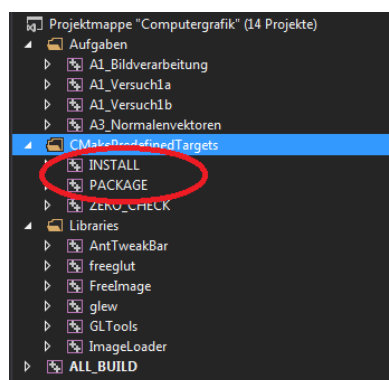 Projektmappe "Computergrafik" (14 Projekte)
Aufgaben
A1_Bildverarbeitung
A1_Versuch1a
A1_Versuch1b
A3_Normalenvektoren
CMakePredefinedTargets
INSTALL
PACKAGE
ZERO_CHECK
Libraries
AntTweakBar
freeglut
FreeImage
glew
GLTools
ImageLoader
ALL_BUILD